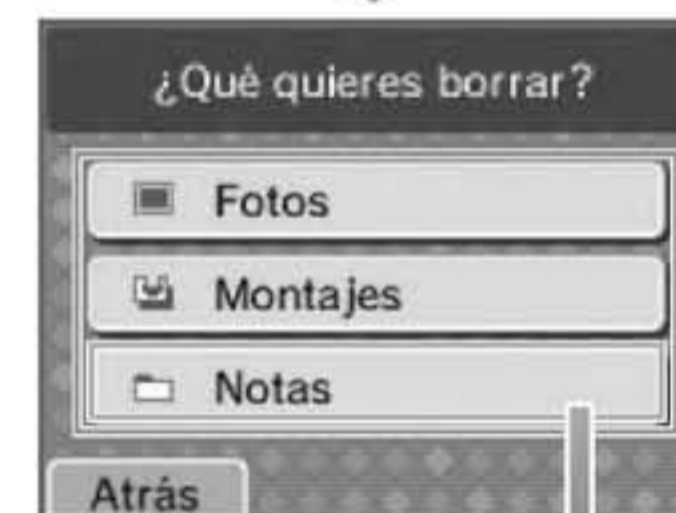 ¿Qué quieres borrar?
Fotos
Montajes
Notas
Atrás